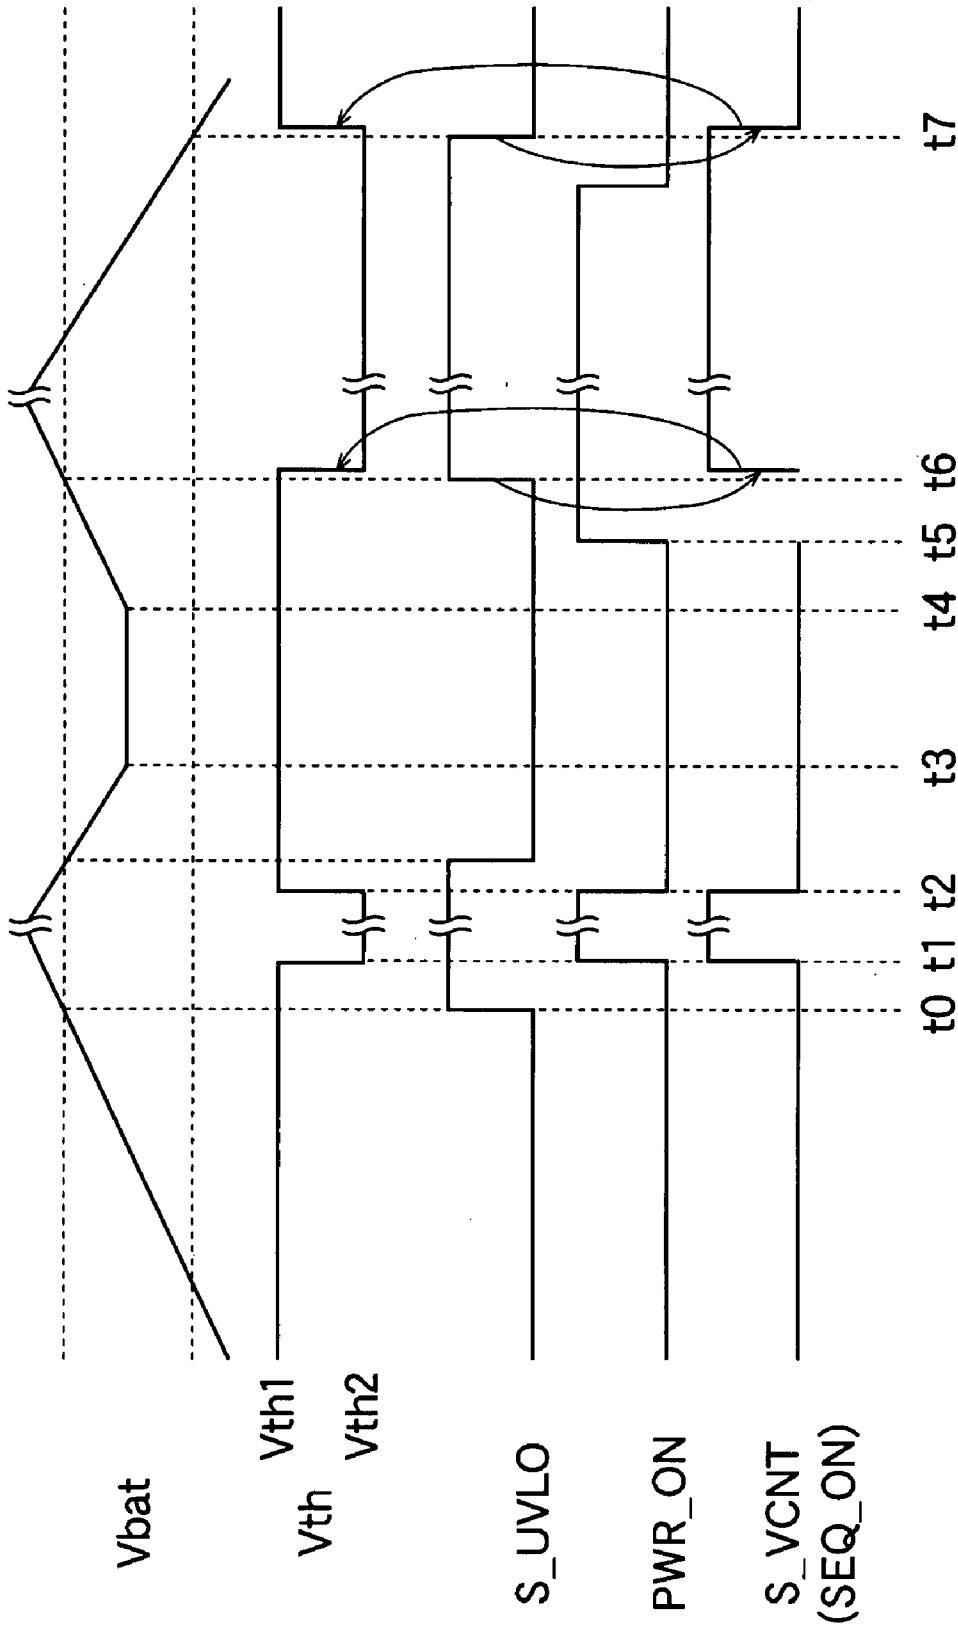 Vbat
Vth1
Vth
Vth2
S_UVLO
PWR_ON
S_VCNT
(SEQ_ON)
t0 t1 t2 t3 t4 t5 t6 t7